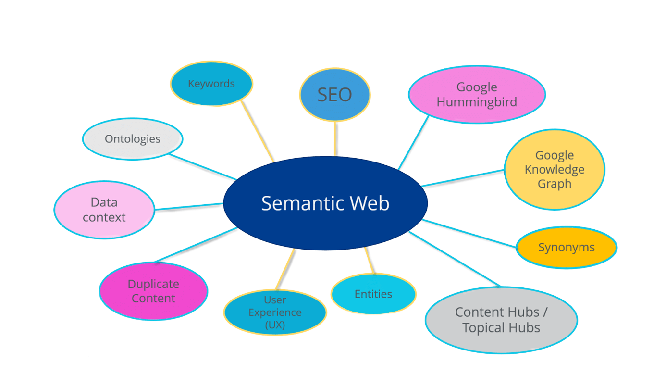 Keywords
SEO
Google
Hummingbird
Ontologies
Google
Knowledge
Graph
Data
context
Semantic Web
Synonyms
Duplicate
Content
User
Experience
(UX)
Entities
Content Hubs /
Topical Hubs